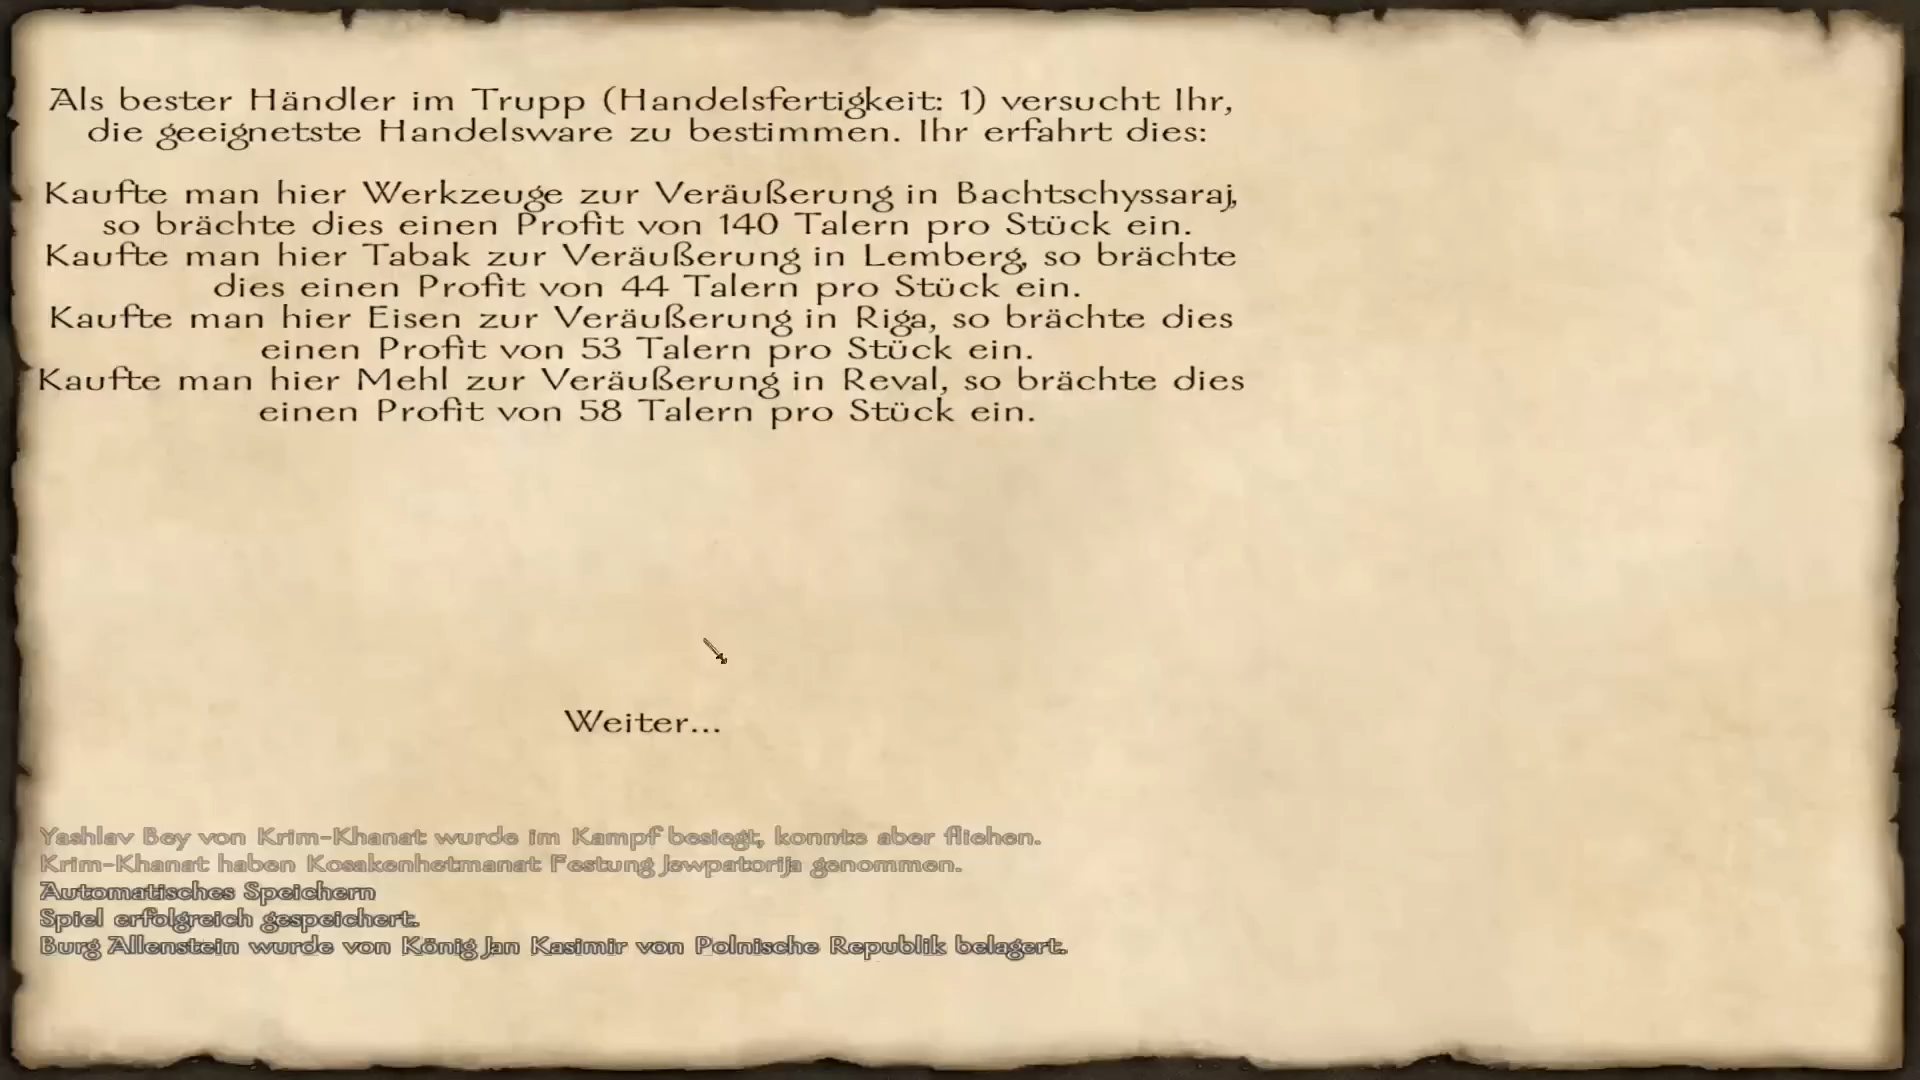 Als bester Händler im Trupp (Handelsfertigkeit: 1) versucht Ihr,
die geeignetste Handelsware zu bestimmen. Ihr erfahrt dies:
Kaufte man hier Werkzeuge zur Veräußerung in Bachtschyssaraj,
so brächte dies einen Profit von 140 Talern pro Stück ein.
Kaufte man hier Tabak zur Veräußerung in Lemberg, so brächte
dies einen Profit von 44 Talern pro Stück ein.
Kaufte man hier Eisen zur Veräußerung in Riga, so brächte dies
einen Profit von 53 Talern pro Stück ein.
Kaufte man hier Mehl zur Veräußerung in Reval, so brächte dies
einen Profit von 58 Talern pro Stück ein.
Weiter...
Yashlav Bey von Krim-Khanat wurde im Kampf besiegt, konnte aber fliehen.
Krim-Khanat haben Kosakenhetmanat Festung Jewpatorija genommen.
Automatisches Speichern
Spiel erfolgreich gespeichert.
Burg Allenstein wurde von König Jan Kasimir von Polnische Republik belagert.